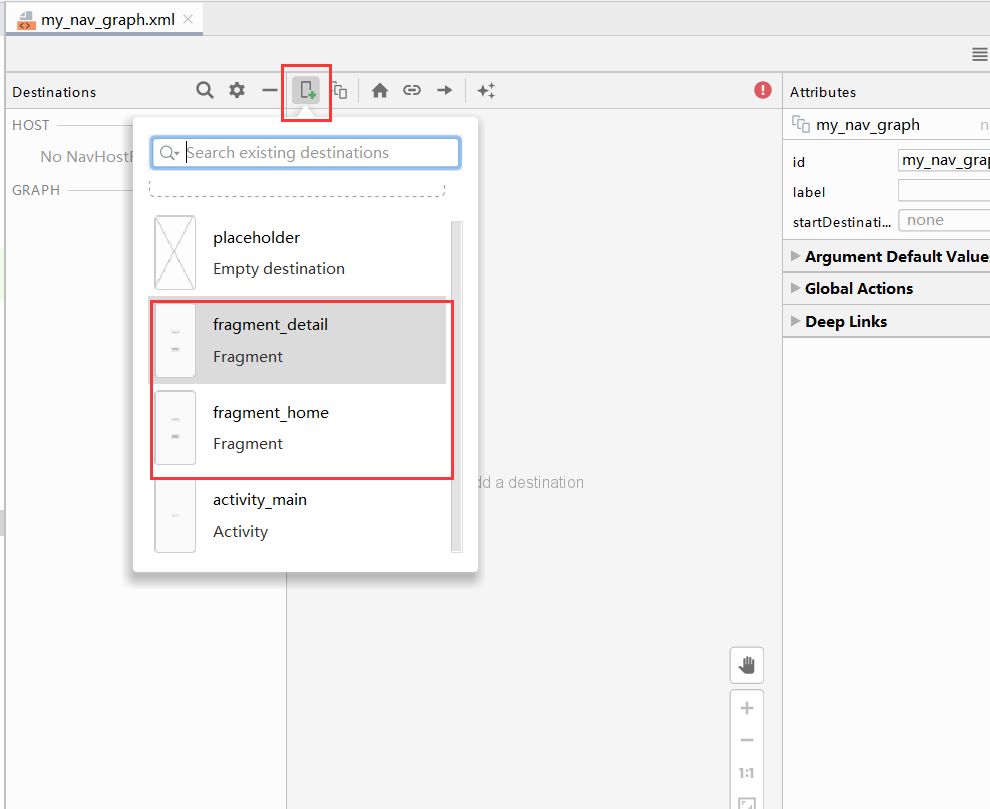 my_nav_graph.xml
Destinations
Attributes
HOST
No NavHostF
GRAPH
Search existing destinations
placeholder
Empty destination
fragment_detail
Fragment
fragment_home
Fragment
activity_main
Activity
dd a destination
my_nav_graph
n
id
my_nav_grap
label
startDestinati...
none
Argument Default Value
Global Actions
Deep Links
1:1